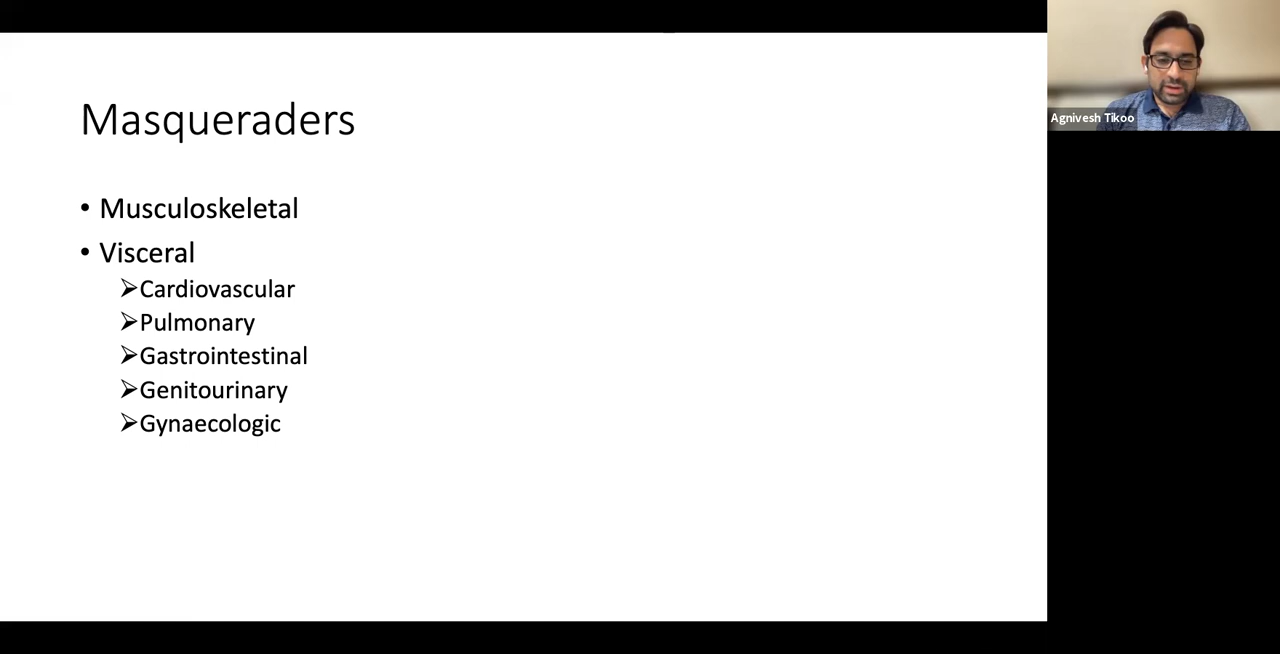 Masqueraders
• Musculoskeletal
• Visceral
➢Cardiovascular
➢Pulmonary
➢Gastrointestinal
➢Genitourinary
➢Gynaecologic
Agnivesh Tikoo